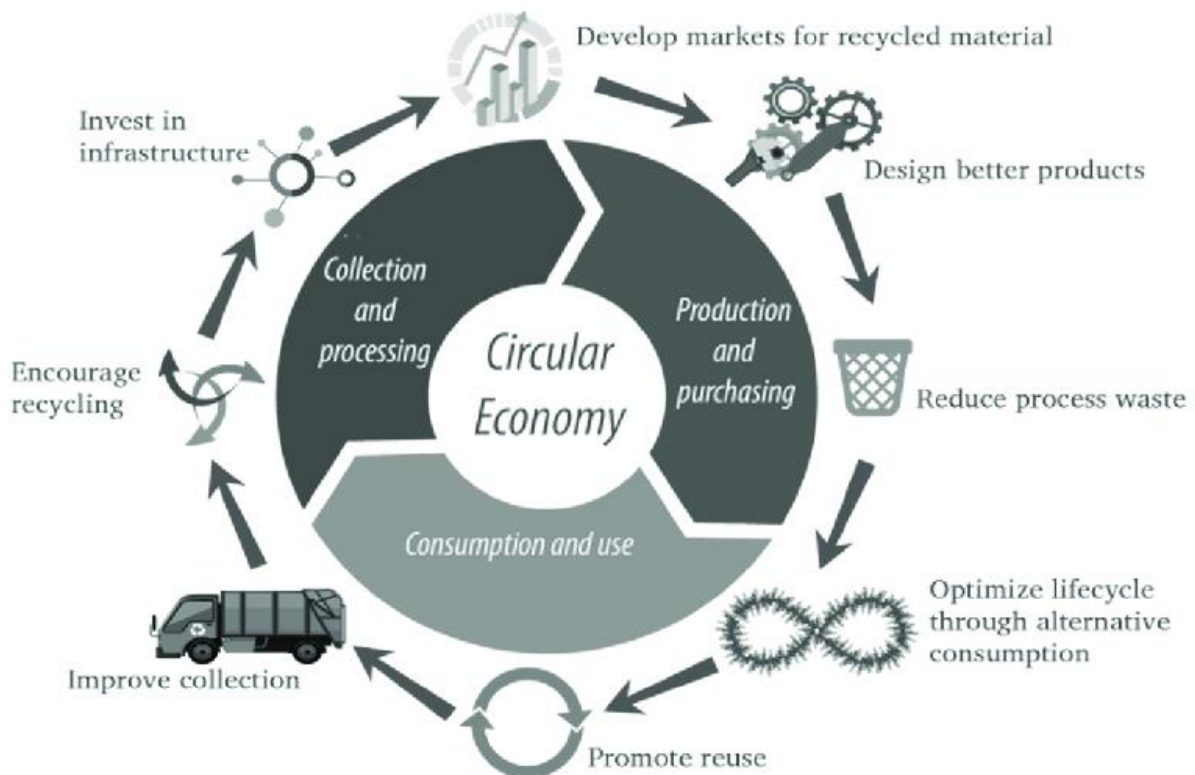 Develop markets for recycled material
Design better products
Reduce process waste
Optimize lifecycle
through alternative
consumption
Promote reuse
Improve collection
Encourage
recycling
Invest in
infrastructure
Collection
and
processing
Production
and
purchasing
Consumption and use
Circular
Economy